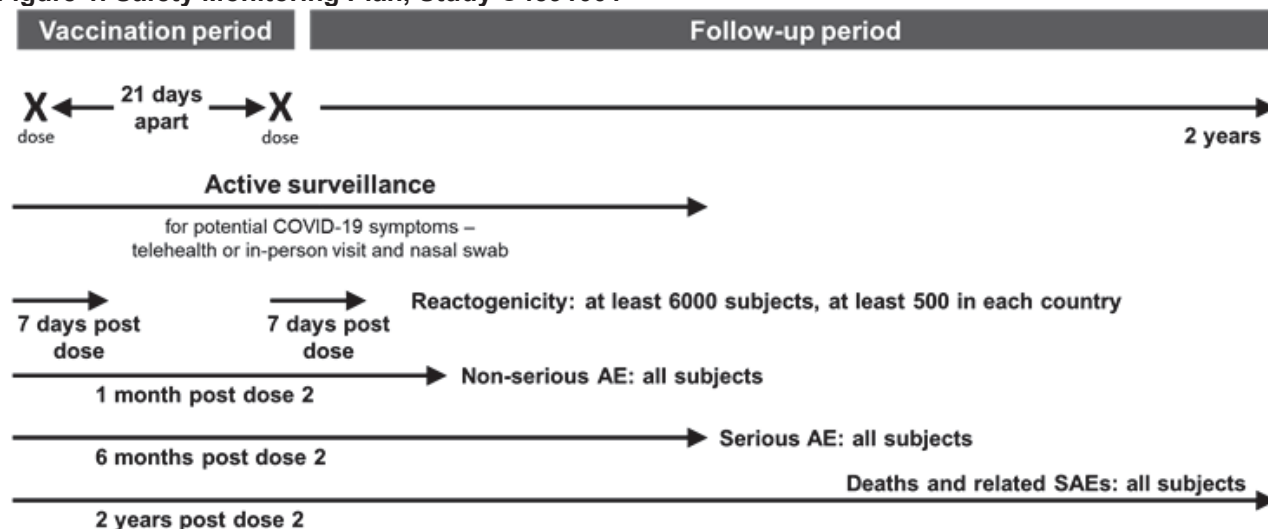 Vaccination period
Follow-up period
X
21 days
apart
X
dose
dose
2 years
Active surveillance
for potential COVID-19 symptoms –
telehealth or in-person visit and nasal swab
Reactogenicity: at least 6000 subjects, at least 500 in each country
7 days post
dose
7 days post
dose
Non-serious AE: all subjects
1 month post dose 2
Serious AE: all subjects
6 months post dose 2
Deaths and related SAEs: all subjects
2 years post dose 2